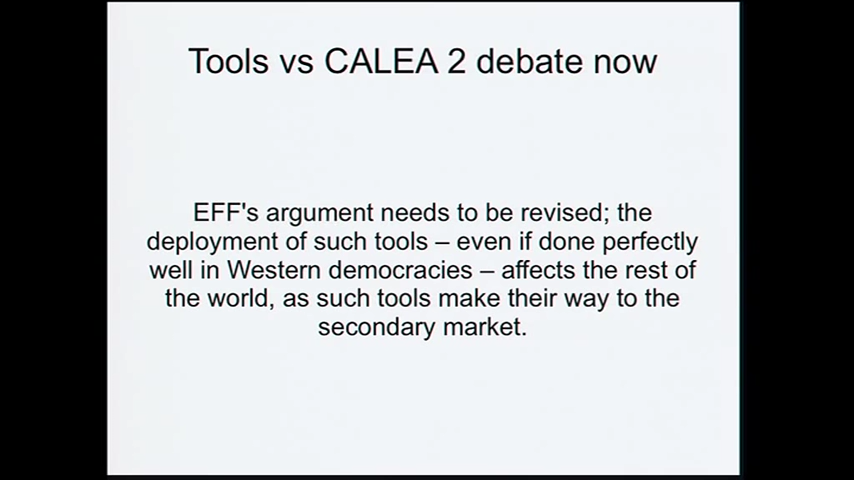 Tools vs CALEA 2 debate now
EFF's argument needs to be revised; the
deployment of such tools – even if done perfectly
well in Western democracies – affects the rest of
the world, as such tools make their way to the
secondary market.